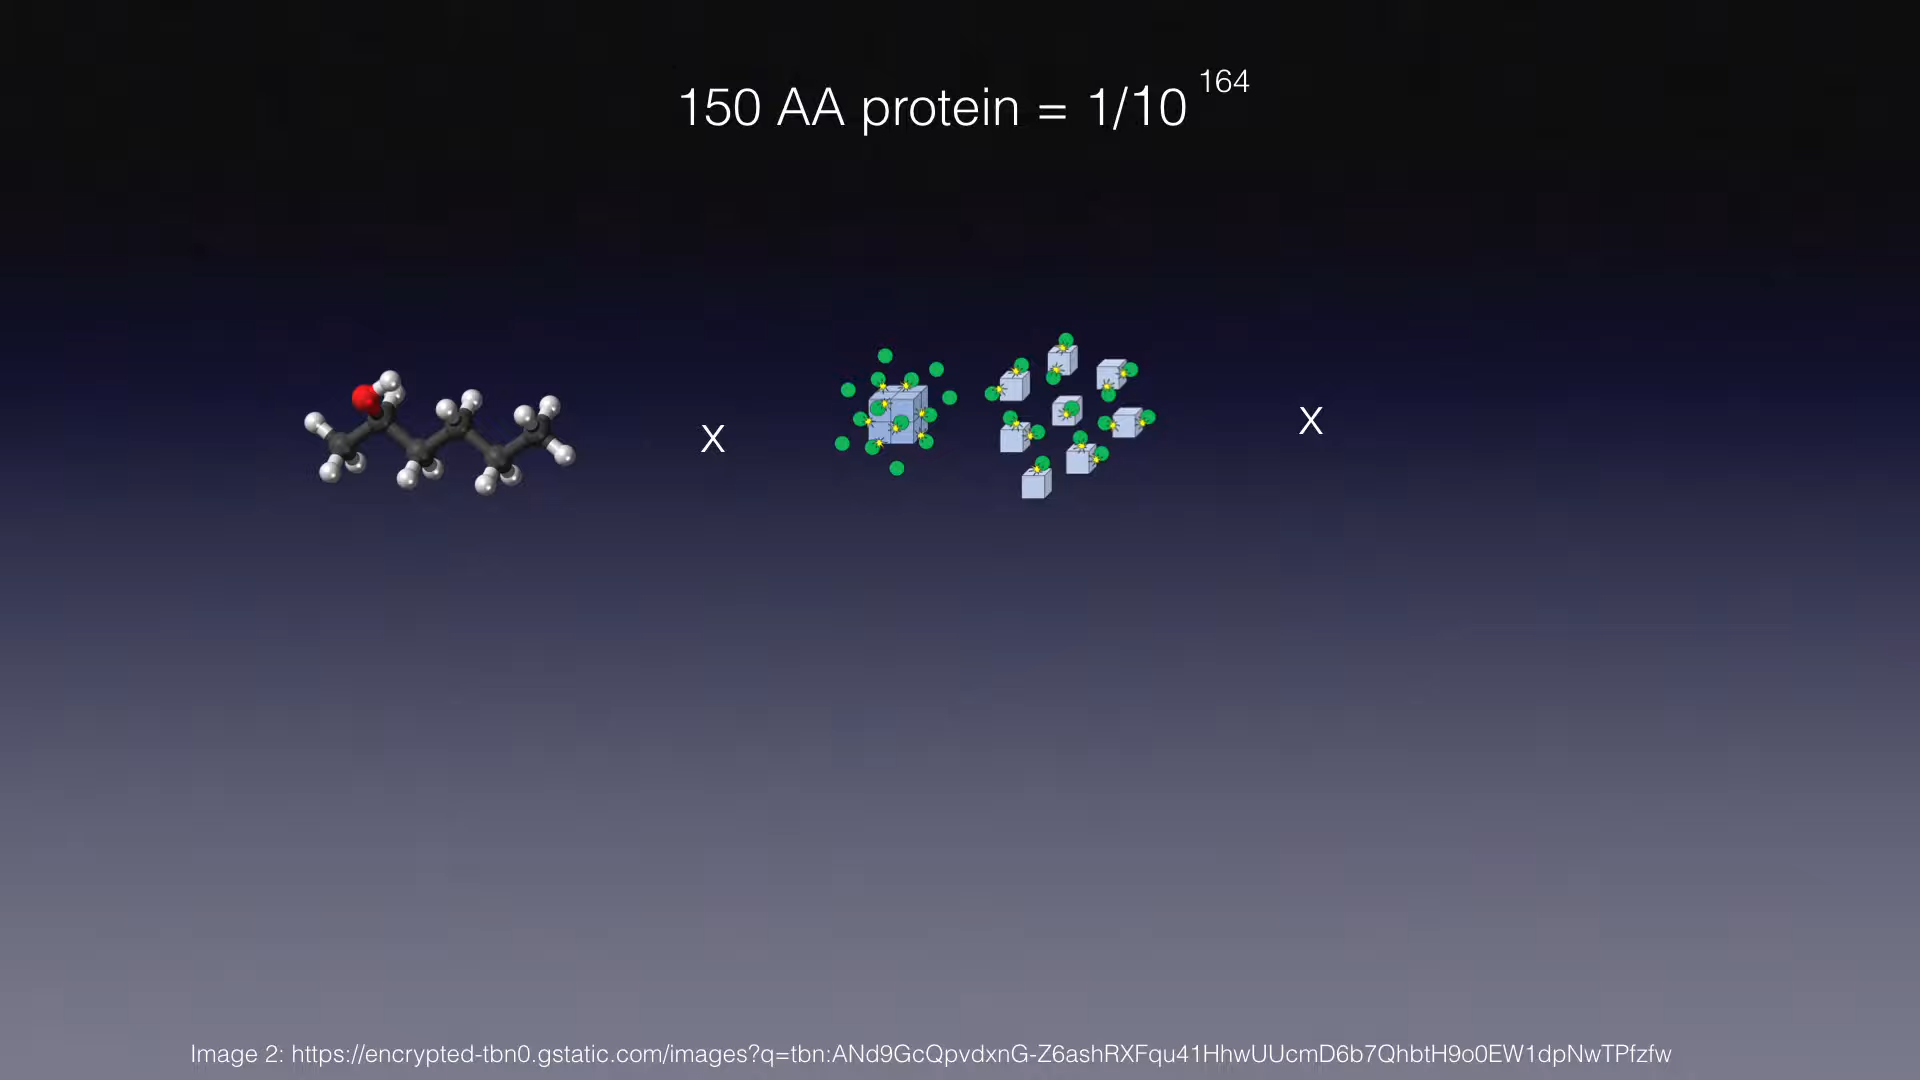 150 AA protein = 1/10 164
X
X
Image 2: https://encrypted-tbn0.gstatic.com/images?q=tbn:ANd9GcQpvdxnG-Z6ashRXFqu41HhwUUcmD6b7QhbtH9o0EW1dpNwTPfzfw